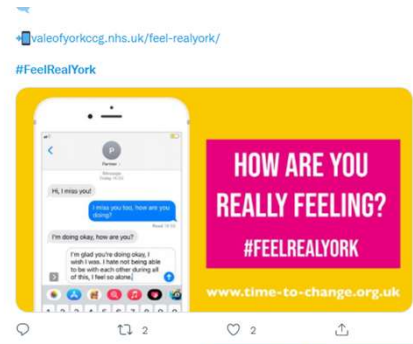 valeofyorkccg.nhs.uk/feel-realyork/
#FeelRealYork
P
Partner
iMessage
Hi, I miss you!
I miss you too, how are you
doing?
I'm doing okay, how are you?
I'm glad you're doing okay, I
wish I was. I hate not being able
to be with each other during all
of this, I feel so alone.
HOW ARE YOU
REALLY FEELING?
#FEELREALYORK
www.time-to-change.org.uk
2
2